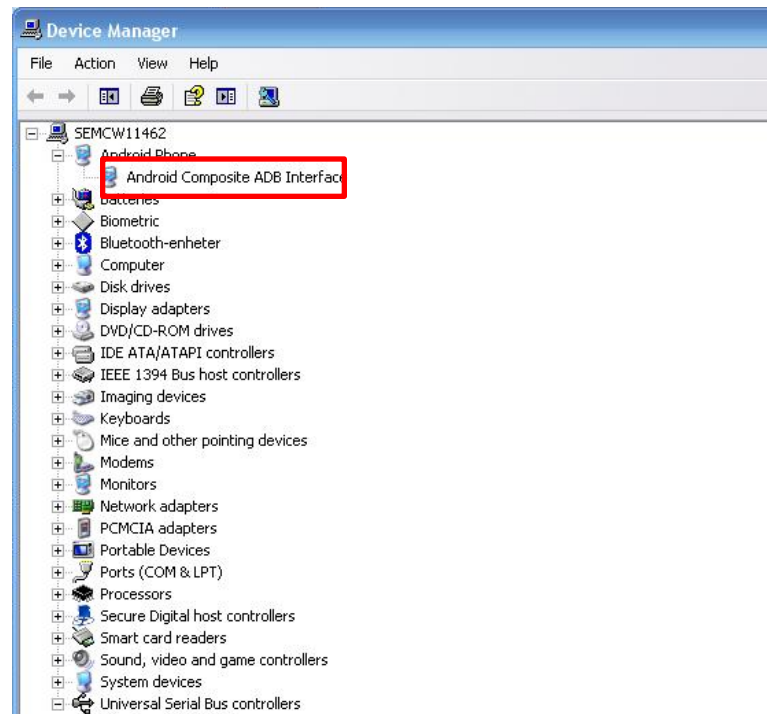 Device Manager
File Action View Help
SEMCW11462
Android Phone
Android Composite ADB Interface
Batteries
Biometric
Bluetooth-enheter
Computer
Disk drives
Display adapters
DVD/CD-ROM drives
IDE ATA/ATAPI controllers
IEEE 1394 Bus host controllers
Imaging devices
Keyboards
Mice and other pointing devices
Modems
Monitors
Network adapters
PCMCIA adapters
Portable Devices
Ports (COM & LPT)
Processors
Secure Digital host controllers
Smart card readers
Sound, video and game controllers
System devices
Universal Serial Bus controllers